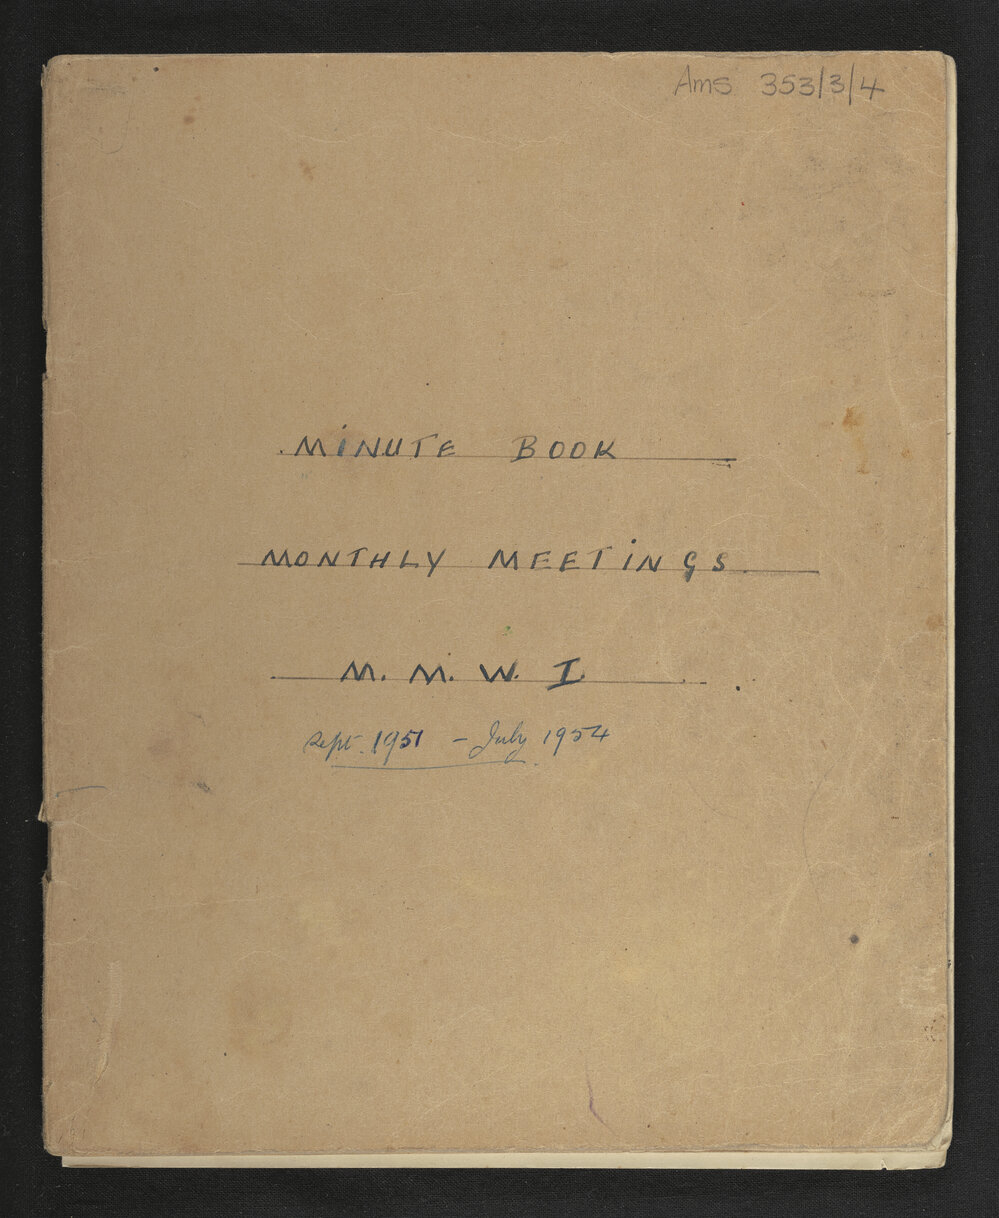 Ams 353/3/4
MINUTE BOOK
MONTHLY MEETINGS
M. M. W. I.
Sept. 1951 – July 1954